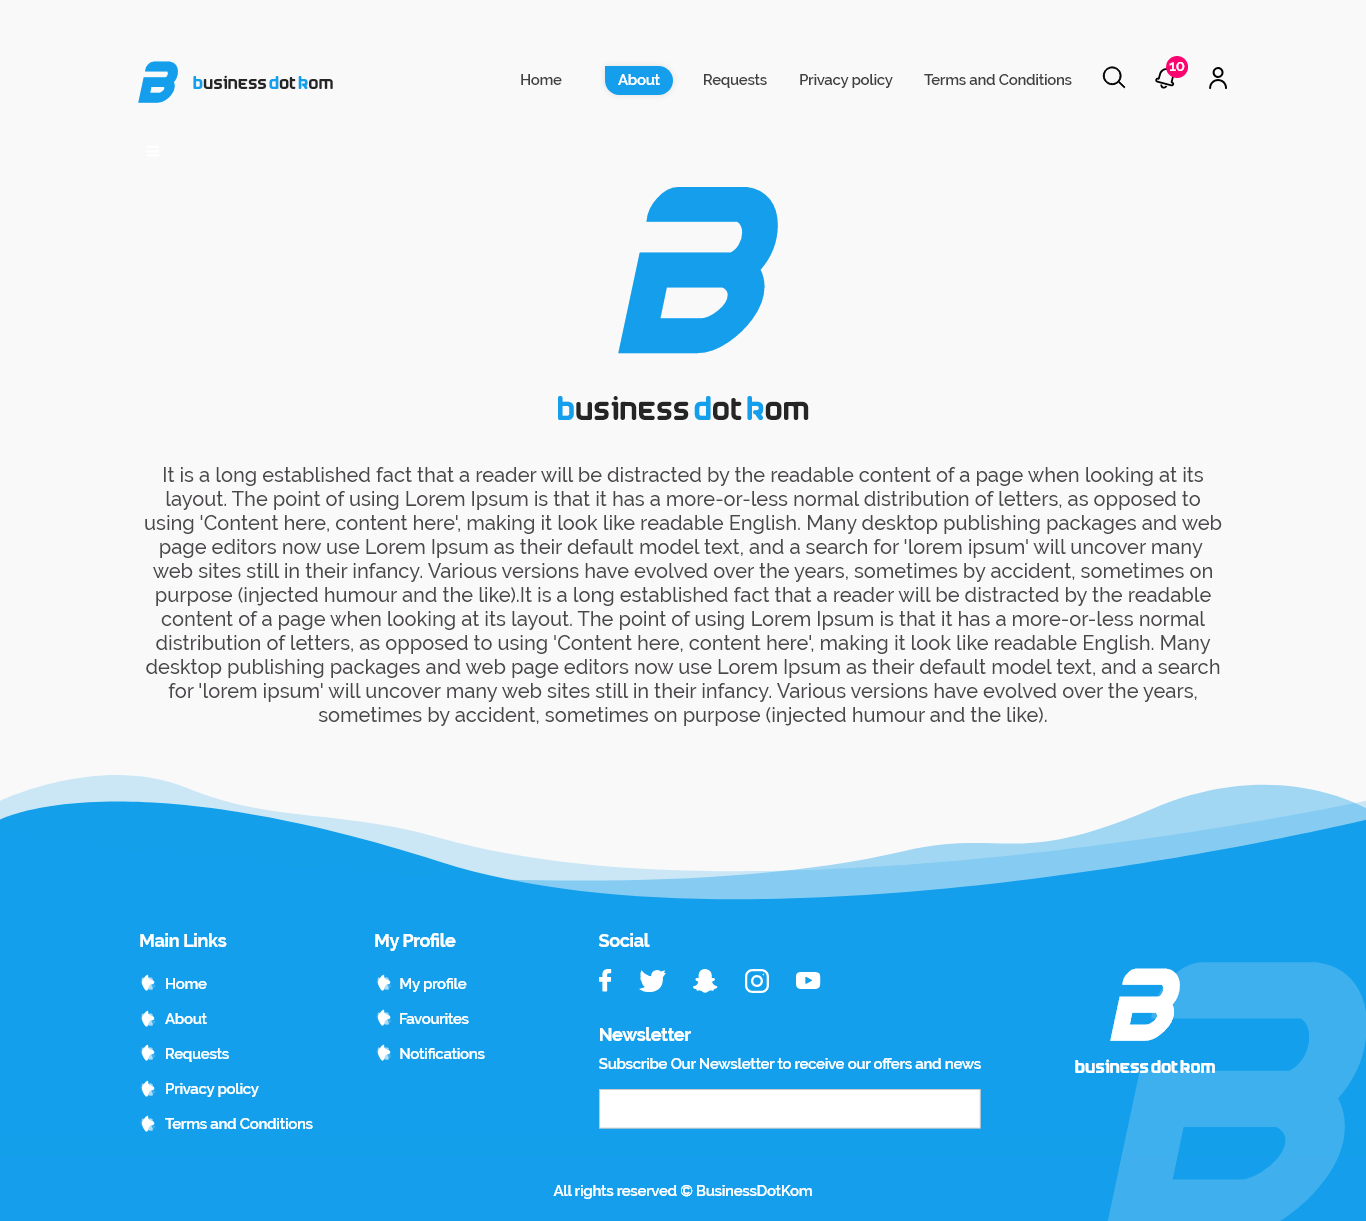 business dot kom
Home
About
Requests
Privacy policy
Terms and Conditions
10
business dot kom
It is a long established fact that a reader will be distracted by the readable content of a page when looking at its
layout. The point of using Lorem Ipsum is that it has a more-or-less normal distribution of letters, as opposed to
using 'Content here, content here', making it look like readable English. Many desktop publishing packages and web
page editors now use Lorem Ipsum as their default model text, and a search for 'lorem ipsum' will uncover many
web sites still in their infancy. Various versions have evolved over the years, sometimes by accident, sometimes on
purpose (injected humour and the like).It is a long established fact that a reader will be distracted by the readable
content of a page when looking at its layout. The point of using Lorem Ipsum is that it has a more-or-less normal
distribution of letters, as opposed to using 'Content here, content here', making it look like readable English. Many
desktop publishing packages and web page editors now use Lorem Ipsum as their default model text, and a search
for 'lorem ipsum' will uncover many web sites still in their infancy. Various versions have evolved over the years,
sometimes by accident, sometimes on purpose (injected humour and the like).
Main Links
Home
About
Requests
Privacy policy
Terms and Conditions
My Profile
My profile
Favourites
Notifications
Social
Newsletter
Subscribe Our Newsletter to receive our offers and news
business dot kom
All rights reserved © BusinessDotKom